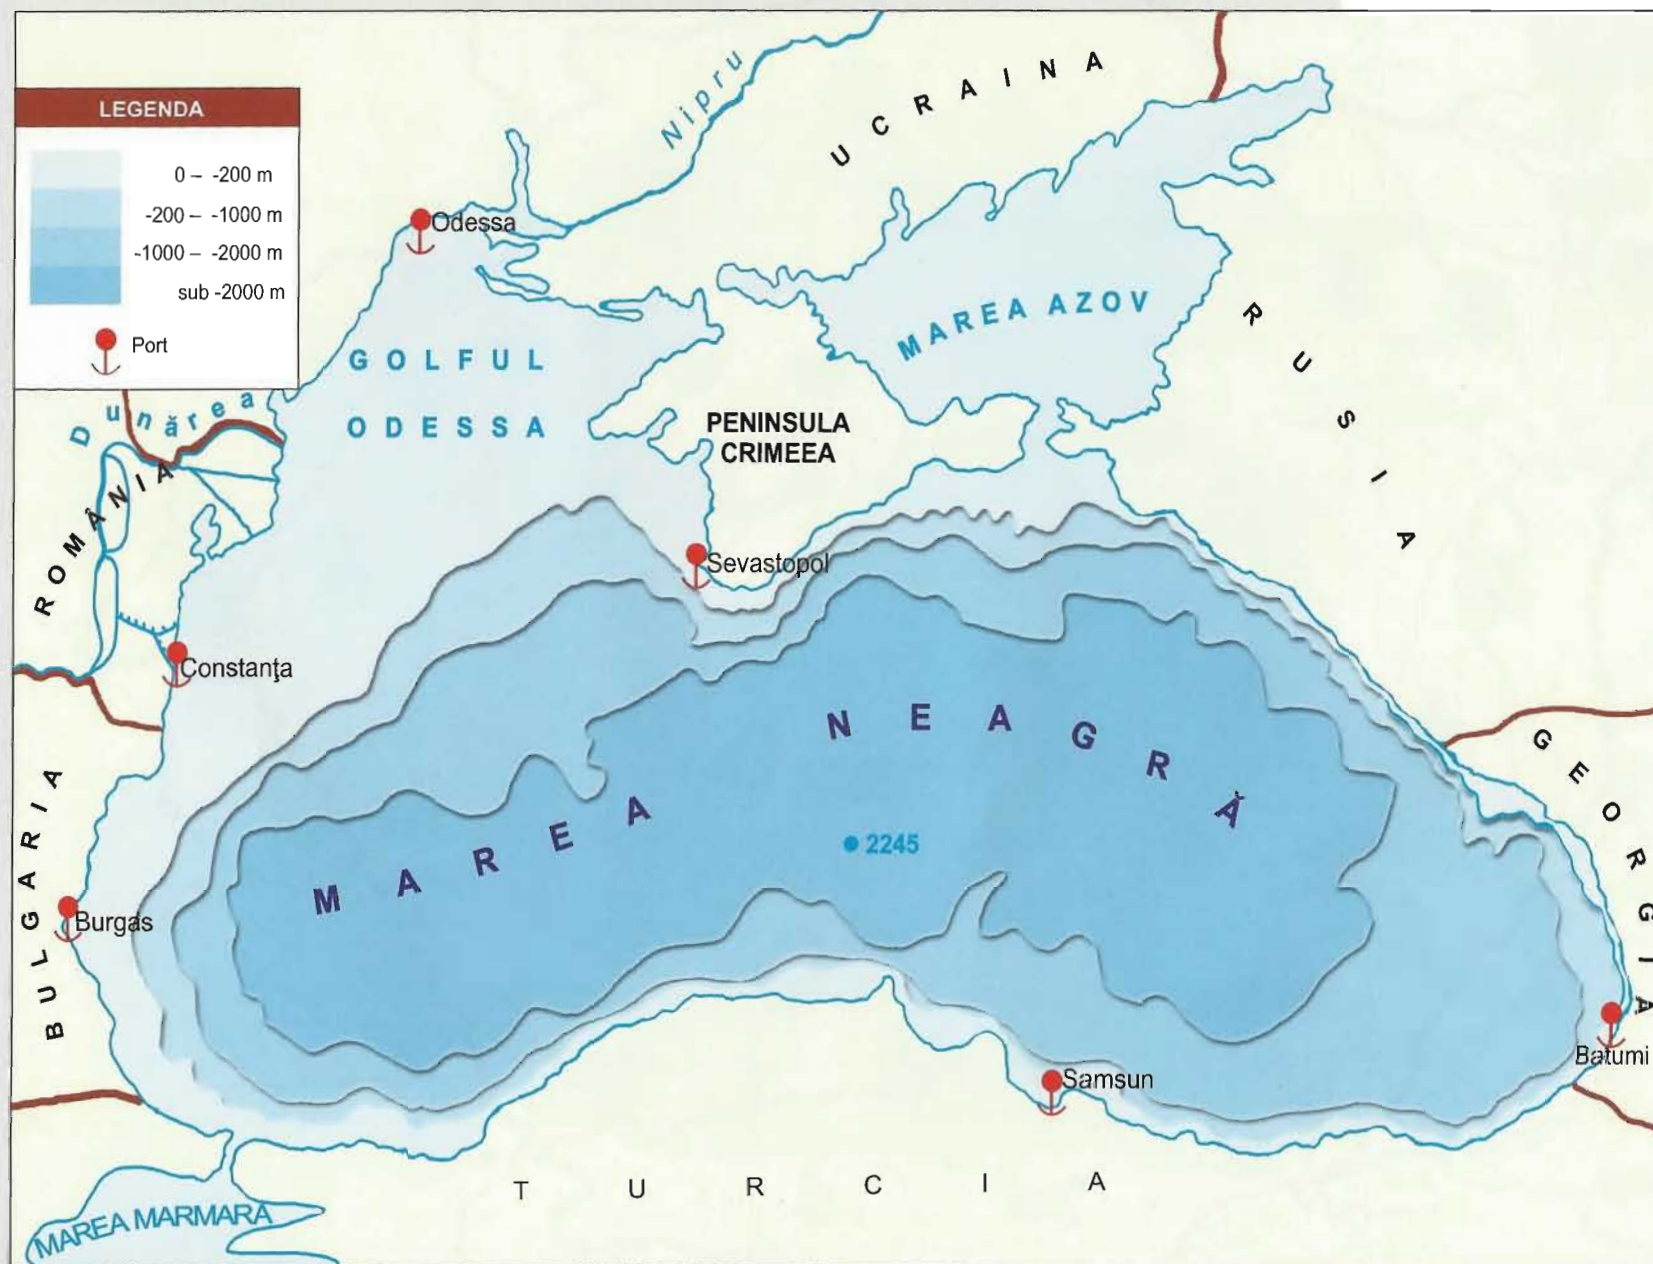 LEGENDA
0 – -200 m
-200 – -1000 m
-1000 – -2000 m
sub -2000 m
Port
Nipru
UCRAINA
Odessa
GOLFUL
ODESSA
MAREA AZOV
RUSIA
PENINSULA
CRIMEEA
Dunărea
ROMÂNIA
Sevastopol
Constanţa
MAREA NEAGRĂ
2245
GEORGIA
BULGARIA
Burgas
Batumi
Samsun
TURCIA
MAREA MARMARA